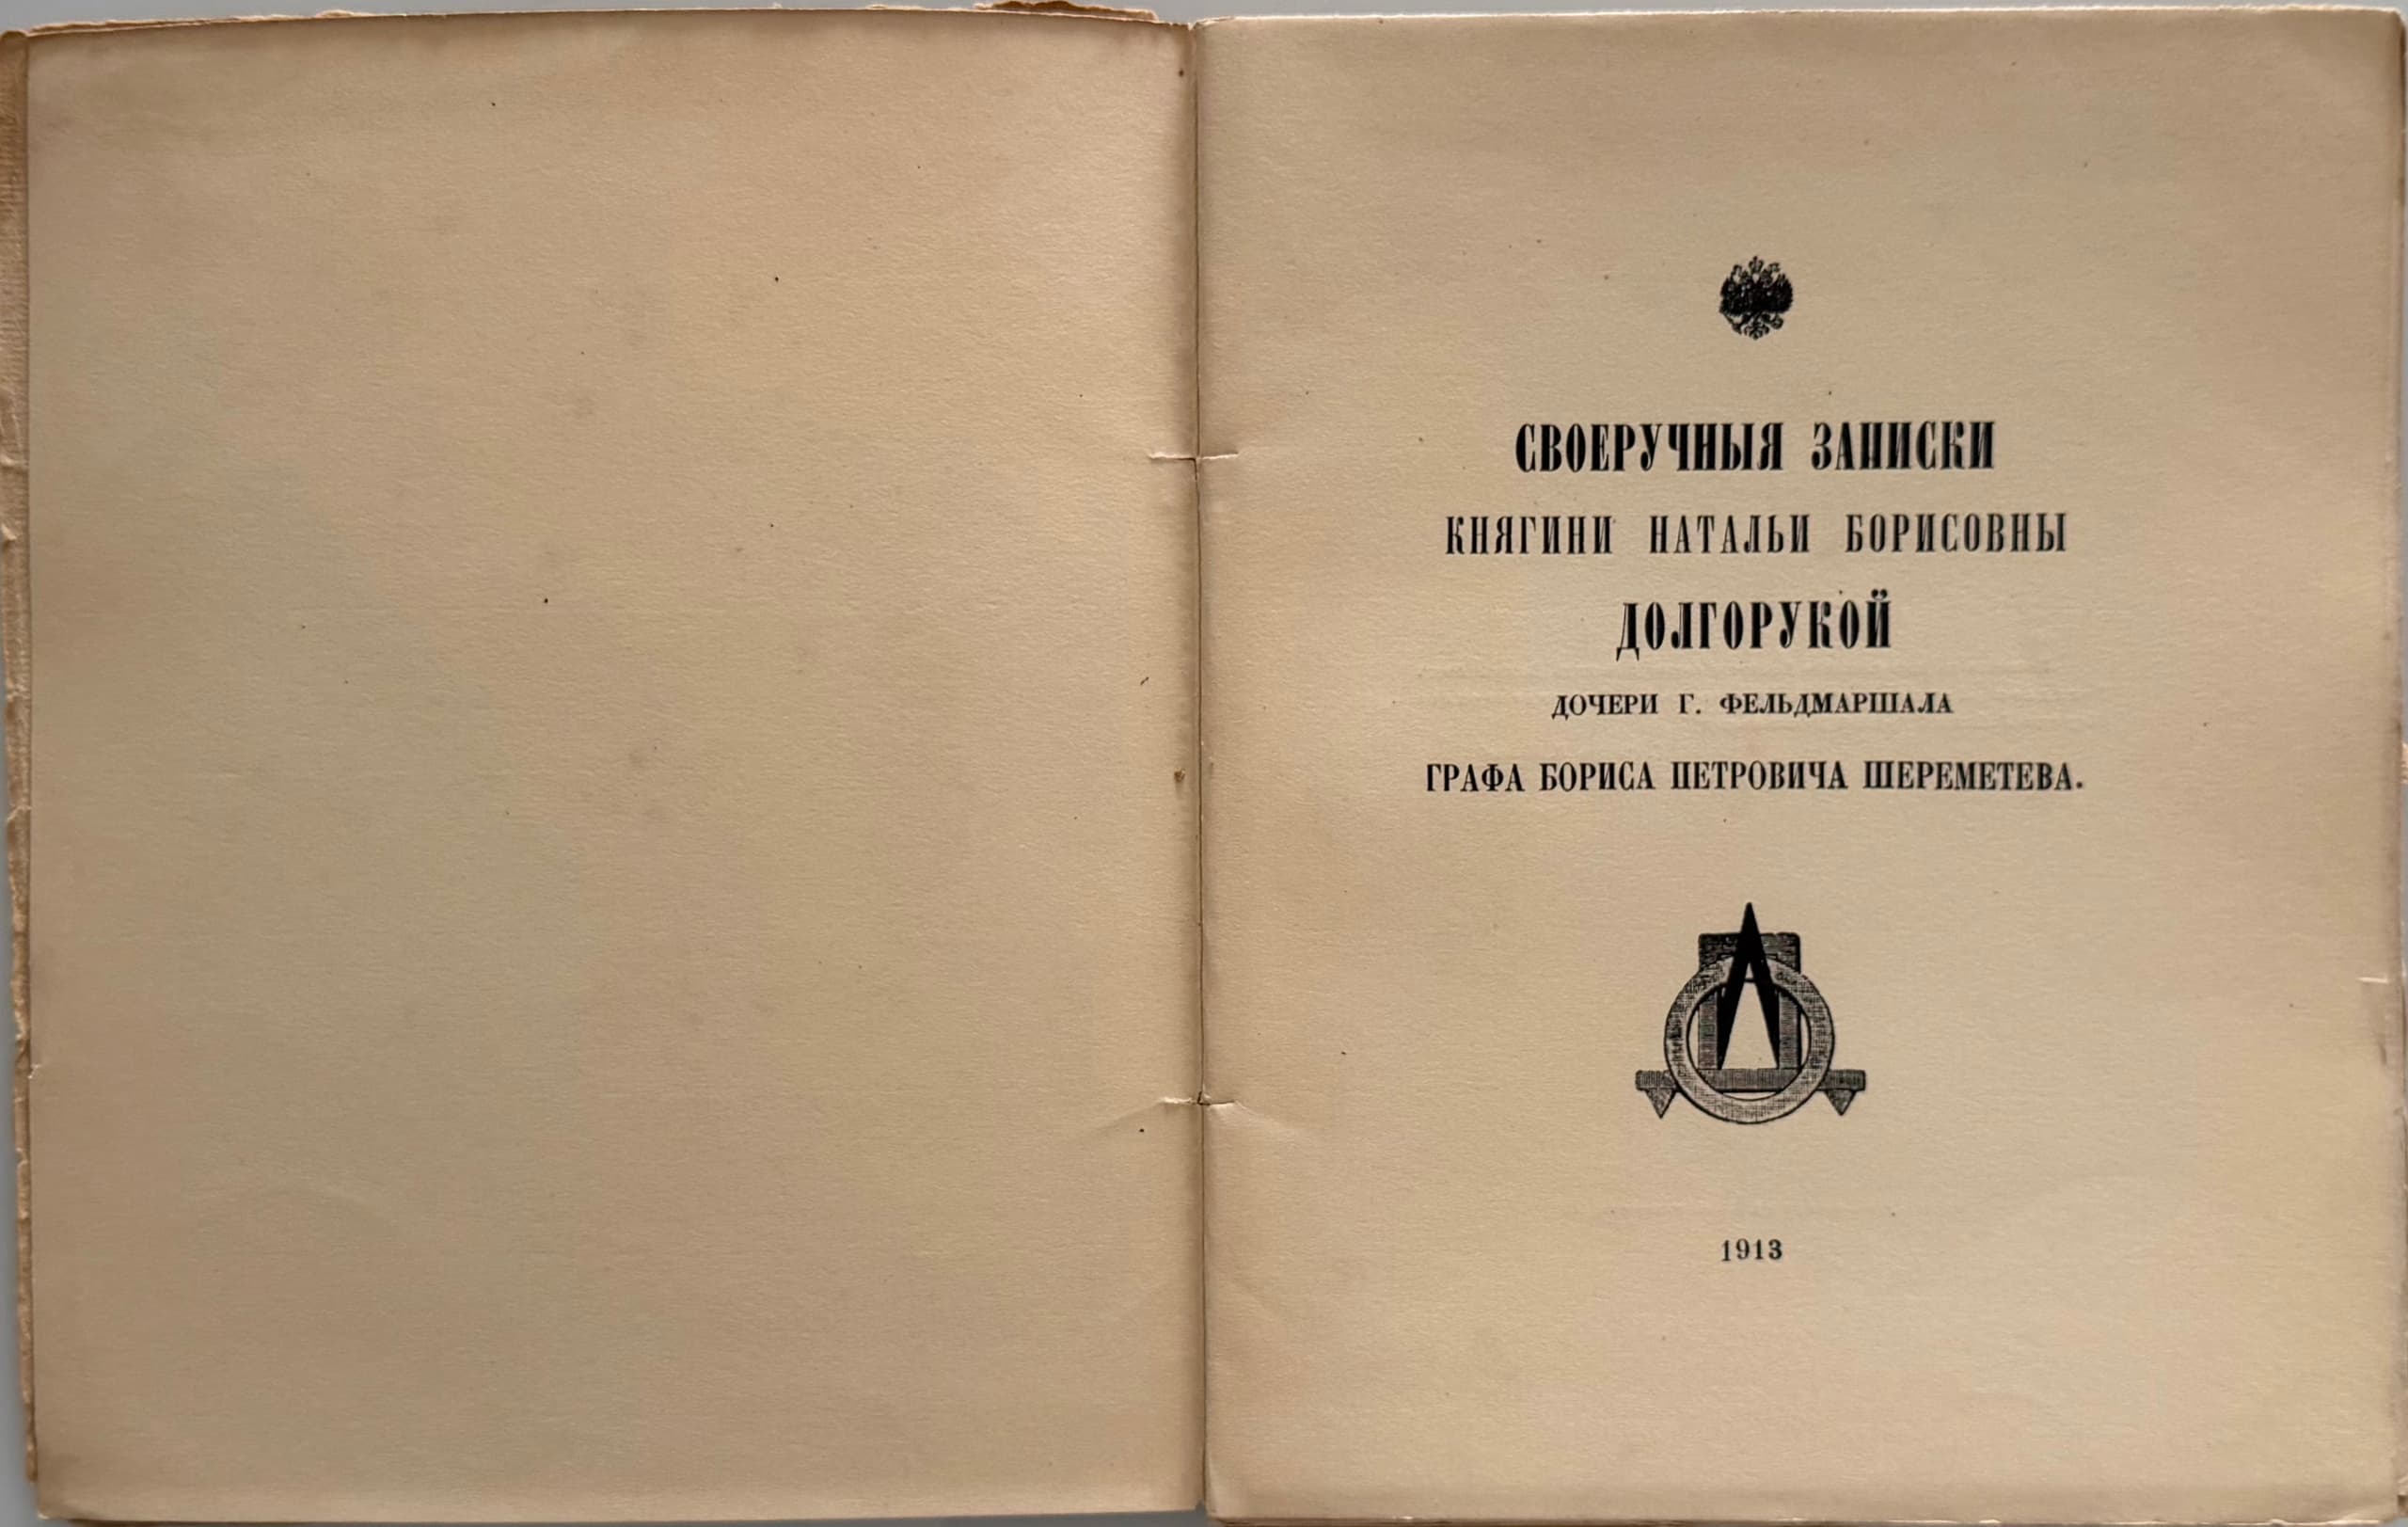 СВОЕРУЧНЫЯ ЗАПИСКИ
КНЯГИНИ НАТАЛЬИ БОРИСОВНЫ
ДОЛГОРУКОЙ
ДОЧЕРИ Г. ФЕЛЬДМАРШАЛА
ГРАФА БОРИСА ПЕТРОВИЧА ШЕРЕМЕТЕВА.
1913